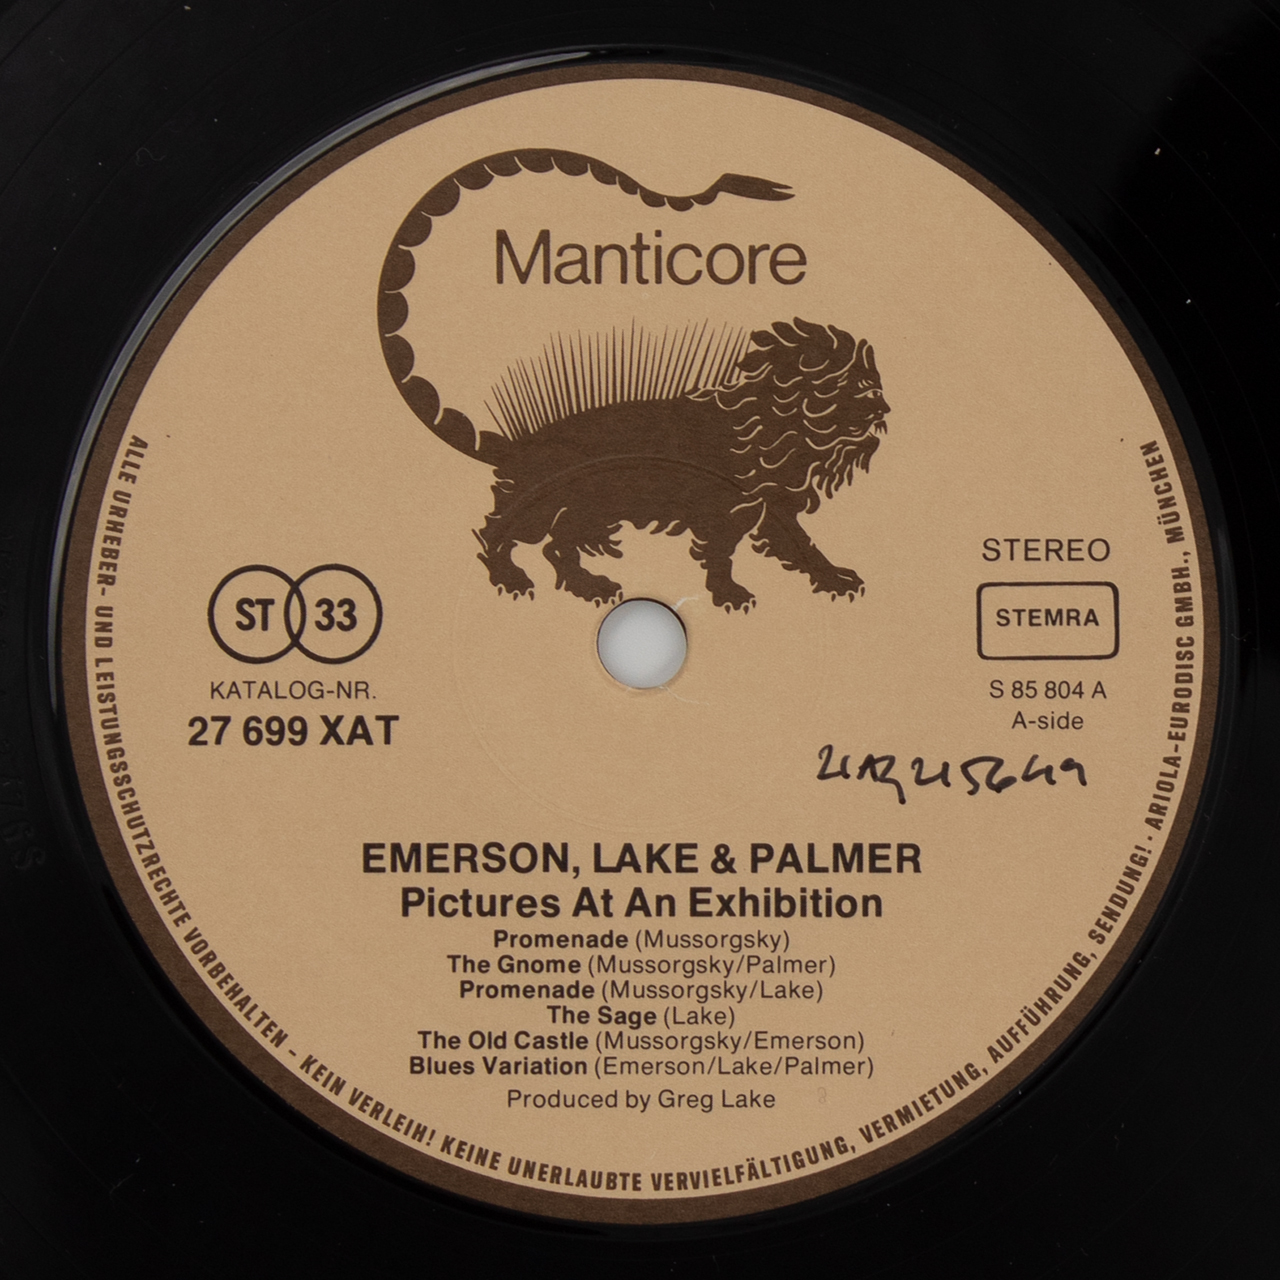 Manticore
STEREO
STEMRA
S 85 804 A
A-side
ST 33
KATALOG-NR.
27 699 XAT
EMERSON, LAKE & PALMER
Pictures At An Exhibition
Promenade (Mussorgsky)
The Gnome (Mussorgsky/Palmer)
Promenade (Mussorgsky/Lake)
The Sage (Lake)
The Old Castle (Mussorgsky/Emerson)
Blues Variation (Emerson/Lake/Palmer)
Produced by Greg Lake
ALLE URHEBER- UND LEISTUNGSSCHUTZRECHTE VORBEHALTEN - KEIN VERLEIH! KEINE UNERLAUBTE VERVIELFÄLTIGUNG, VERMIETUNG, AUFFÜHRUNG, SENDUNG! · ARIOLA-EURODISC GMBH., MÜNCHEN